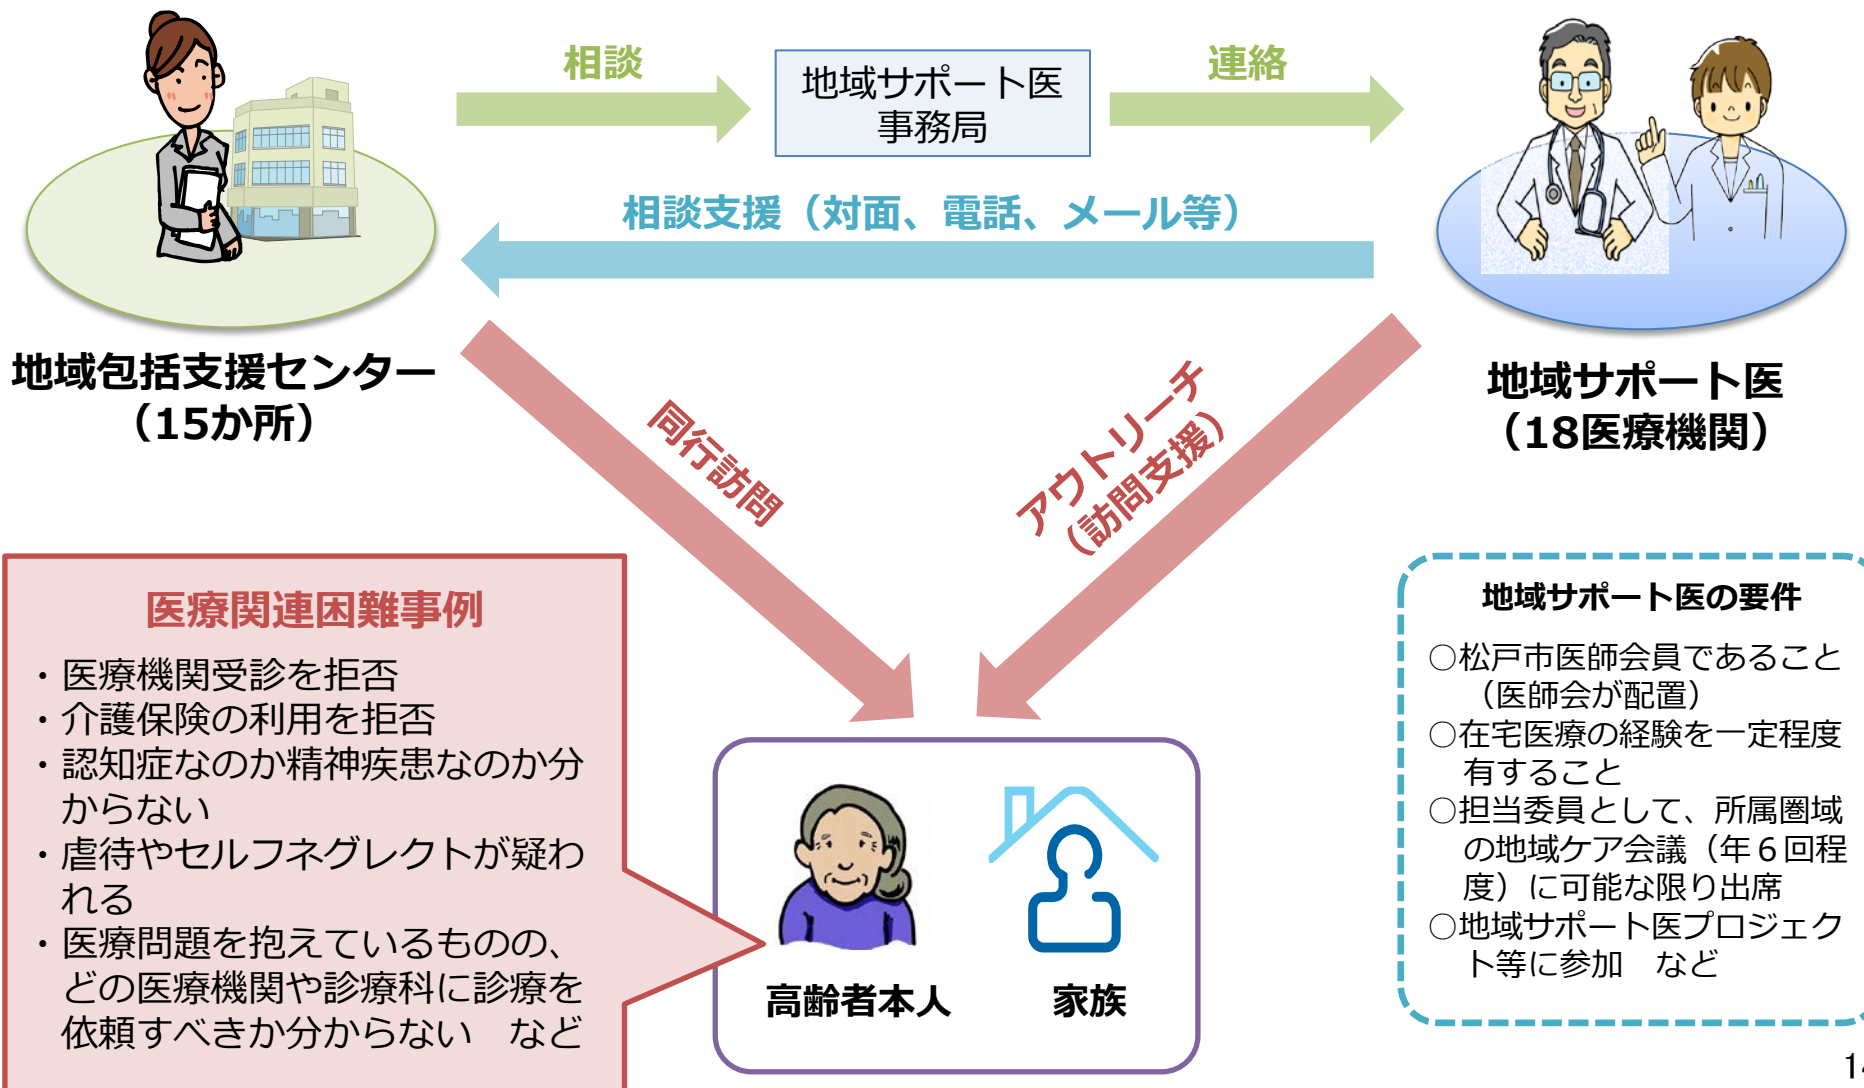 相談
地域サポート医
事務局
連絡
相談支援（対面、電話、メール等）
地域包括支援センター
（15か所）
地域サポート医
（18医療機関）
同行訪問
アウトリーチ
（訪問支援）
医療関連困難事例
・医療機関受診を拒否
・介護保険の利用を拒否
・認知症なのか精神疾患なのか分
からない
・虐待やセルフネグレクトが疑わ
れる
・医療問題を抱えているものの、
どの医療機関や診療科に診療を
依頼すべきか分からない　など
高齢者本人
家族
地域サポート医の要件
○松戸市医師会員であること
（医師会が配置）
○在宅医療の経験を一定程度
有すること
○担当委員として、所属圏域
の地域ケア会議（年６回程
度）に可能な限り出席
○地域サポート医プロジェク
ト等に参加　など